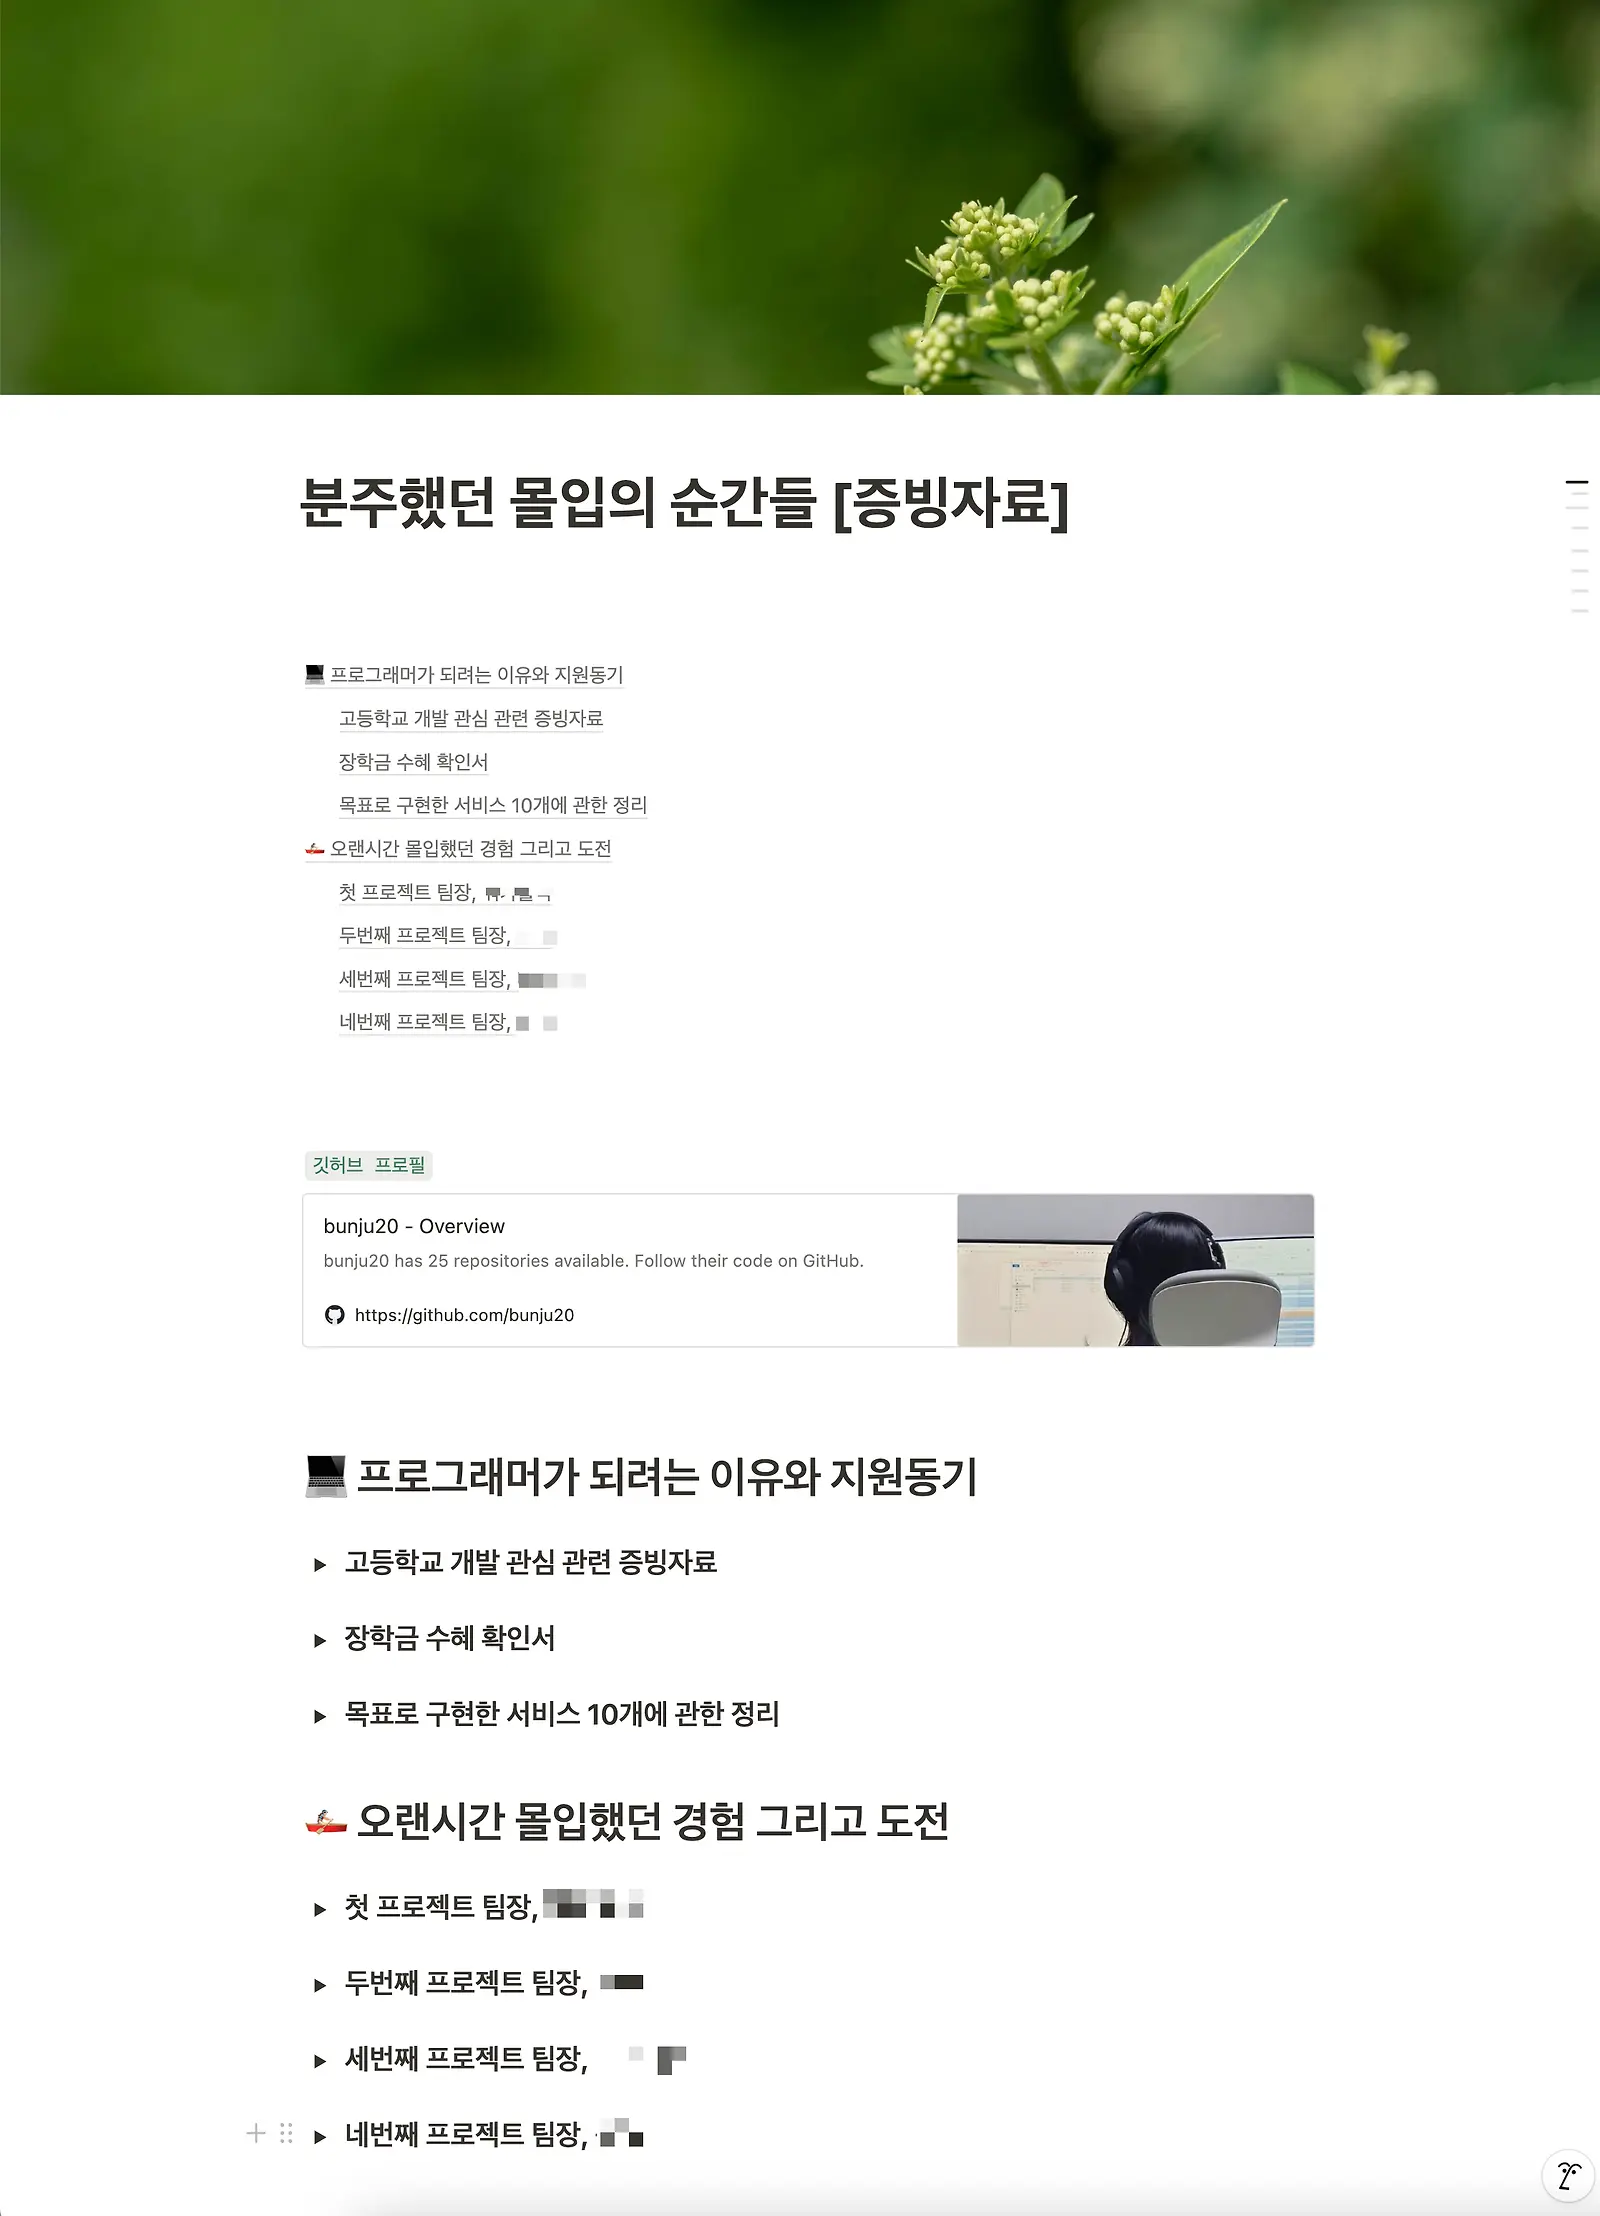 분주했던 몰입의 순간들 [증빙자료]
💻 프로그래머가 되려는 이유와 지원동기
고등학교 개발 관심 관련 증빙자료
장학금 수혜 확인서
목표로 구현한 서비스 10개에 관한 정리
🚣 오랜시간 몰입했던 경험 그리고 도전
첫 프로젝트 팀장,
두번째 프로젝트 팀장,
세번째 프로젝트 팀장,
네번째 프로젝트 팀장,
깃허브 프로필
bunju20 - Overview
bunju20 has 25 repositories available. Follow their code on GitHub.
https://github.com/bunju20
💻 프로그래머가 되려는 이유와 지원동기
고등학교 개발 관심 관련 증빙자료
장학금 수혜 확인서
목표로 구현한 서비스 10개에 관한 정리
🚣 오랜시간 몰입했던 경험 그리고 도전
첫 프로젝트 팀장,
두번째 프로젝트 팀장,
세번째 프로젝트 팀장,
네번째 프로젝트 팀장,